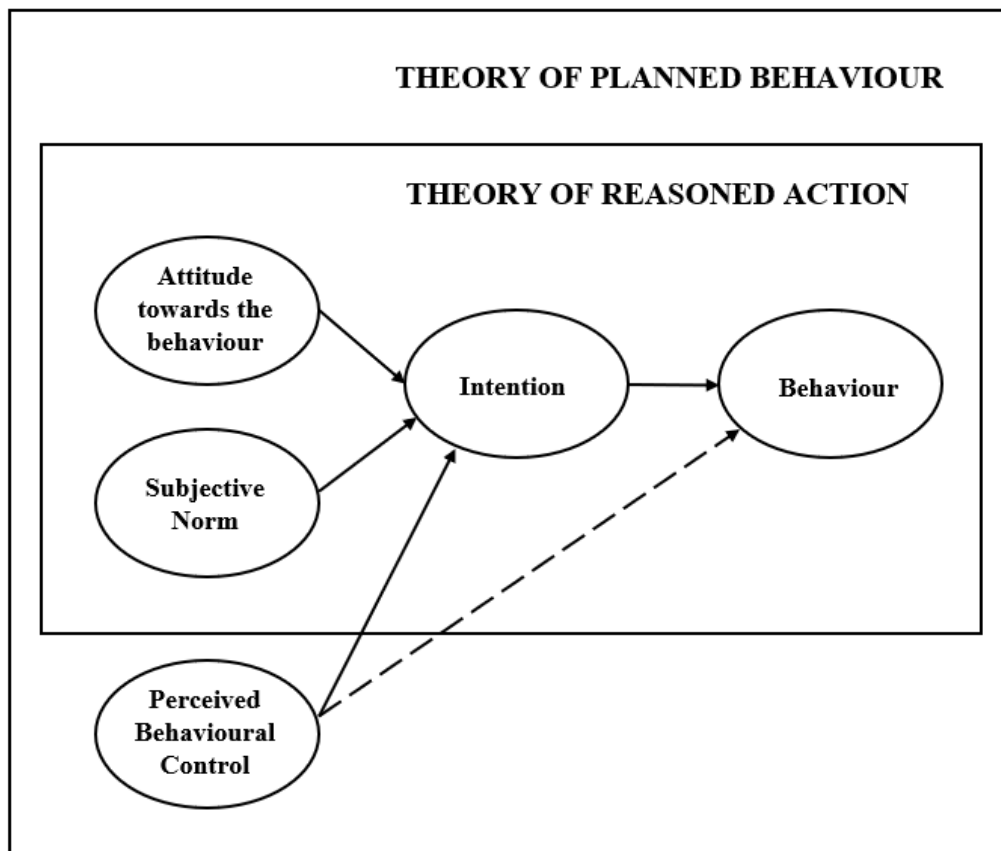 THEORY OF PLANNED BEHAVIOUR
THEORY OF REASONED ACTION
Attitude
towards the
behaviour
Intention
Behaviour
Subjective
Norm
Perceived
Behavioural
Control